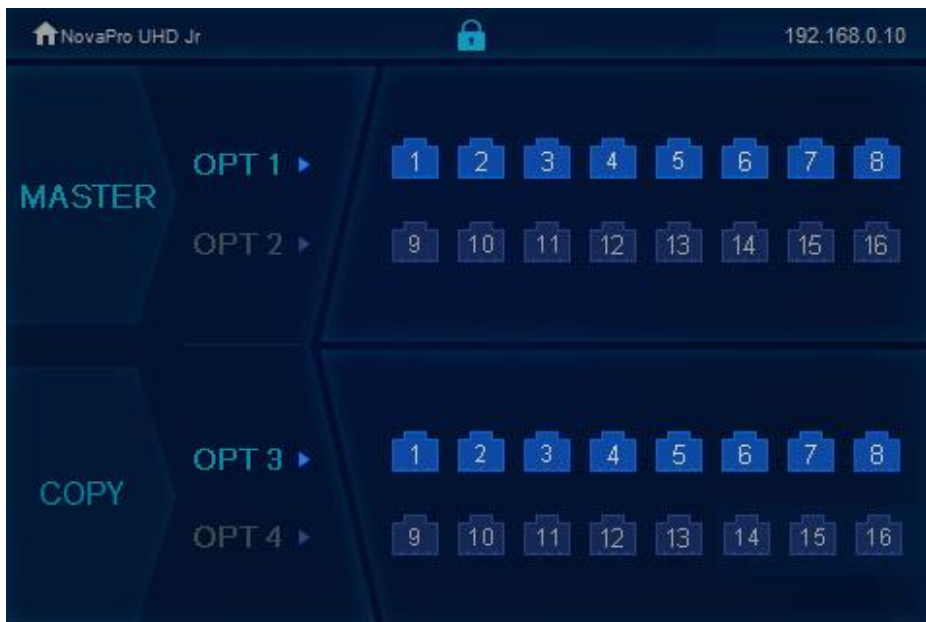 NovaPro UHD Jr 192.168.0.10
MASTER
OPT 1 1 2 3 4 5 6 7 8
OPT 2 9 10 11 12 13 14 15 16
COPY
OPT 3 1 2 3 4 5 6 7 8
OPT 4 9 10 11 12 13 14 15 16